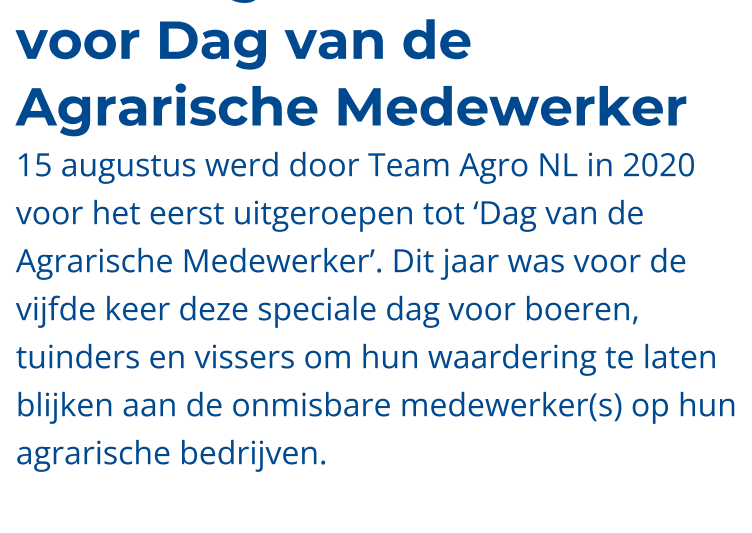 voor Dag van de
Agrarische Medewerker
15 augustus werd door Team Agro NL in 2020
voor het eerst uitgeroepen tot ‘Dag van de
Agrarische Medewerker’. Dit jaar was voor de
vijfde keer deze speciale dag voor boeren,
tuinders en vissers om hun waardering te laten
blijken aan de onmisbare medewerker(s) op hun
agrarische bedrijven.